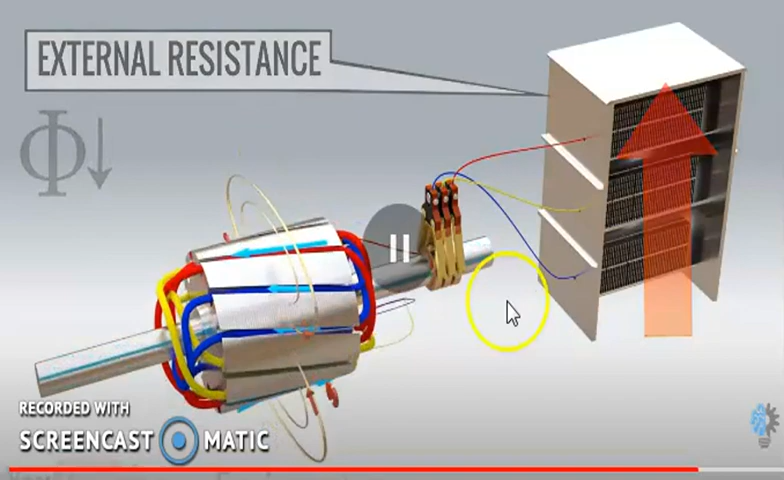 EXTERNAL RESISTANCE
Φ↓
RECORDED WITH
SCREENCAST MATIC